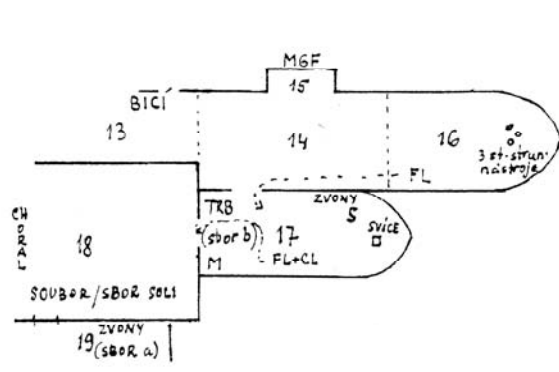 MGF
BICÍ
15
13
14
16
3 st-strun.
nástroje
FL
TRB
ZVONY
S
SVÍCE
(sbor b)
17
CHORAL
18
M
FL+CL
SOUBOR/SBOR SOLI
ZVONY
19 (SBOR a)